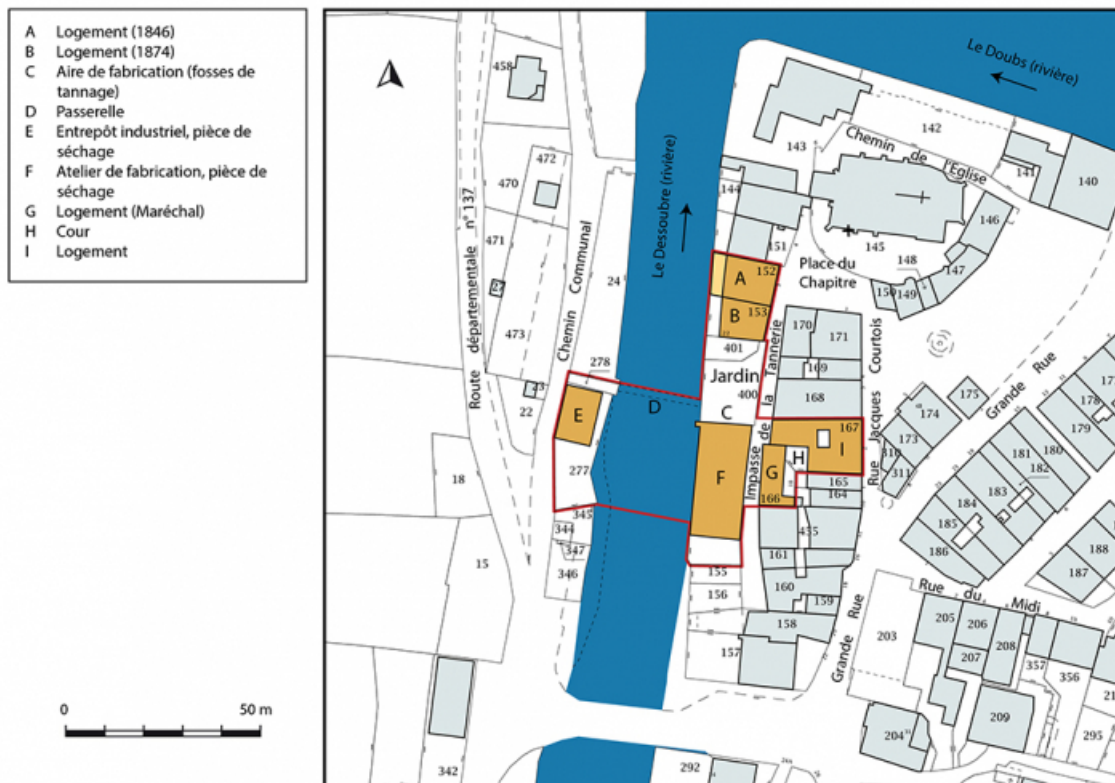 A Logement (1846)
B Logement (1874)
C Aire de fabrication (fosses de
tannage)
D Passerelle
E Entrepôt industriel, pièce de
séchage
F Atelier de fabrication, pièce de
séchage
G Logement (Maréchal)
H Cour
I Logement
0 50 m
Le Doubs (rivière)
Le Dessoubre (rivière)
Route départementale n° 137
Chemin Communal
Chemin de l'Eglise
Place du
Chapitre
Impasse de la Tannerie
Rue Jacques Courtois
Grande Rue
Grande Rue
Rue du Midi
Jardin
A
B
C
D
E
F
G
H
I
458
472
470
471
473
24
278
23
22
18
15
277
345
344
347
346
342
292
142
143
141
140
144
151
145
146
147
148
149
150
152
153
401
400
170
171
169
168
167
166
165
164
455
161
160
159
158
157
156
155
175
174
173
310
311
178
179
180
181
182
183
184
185
186
187
188
203
205
206
207
208
209
204
357
356
295